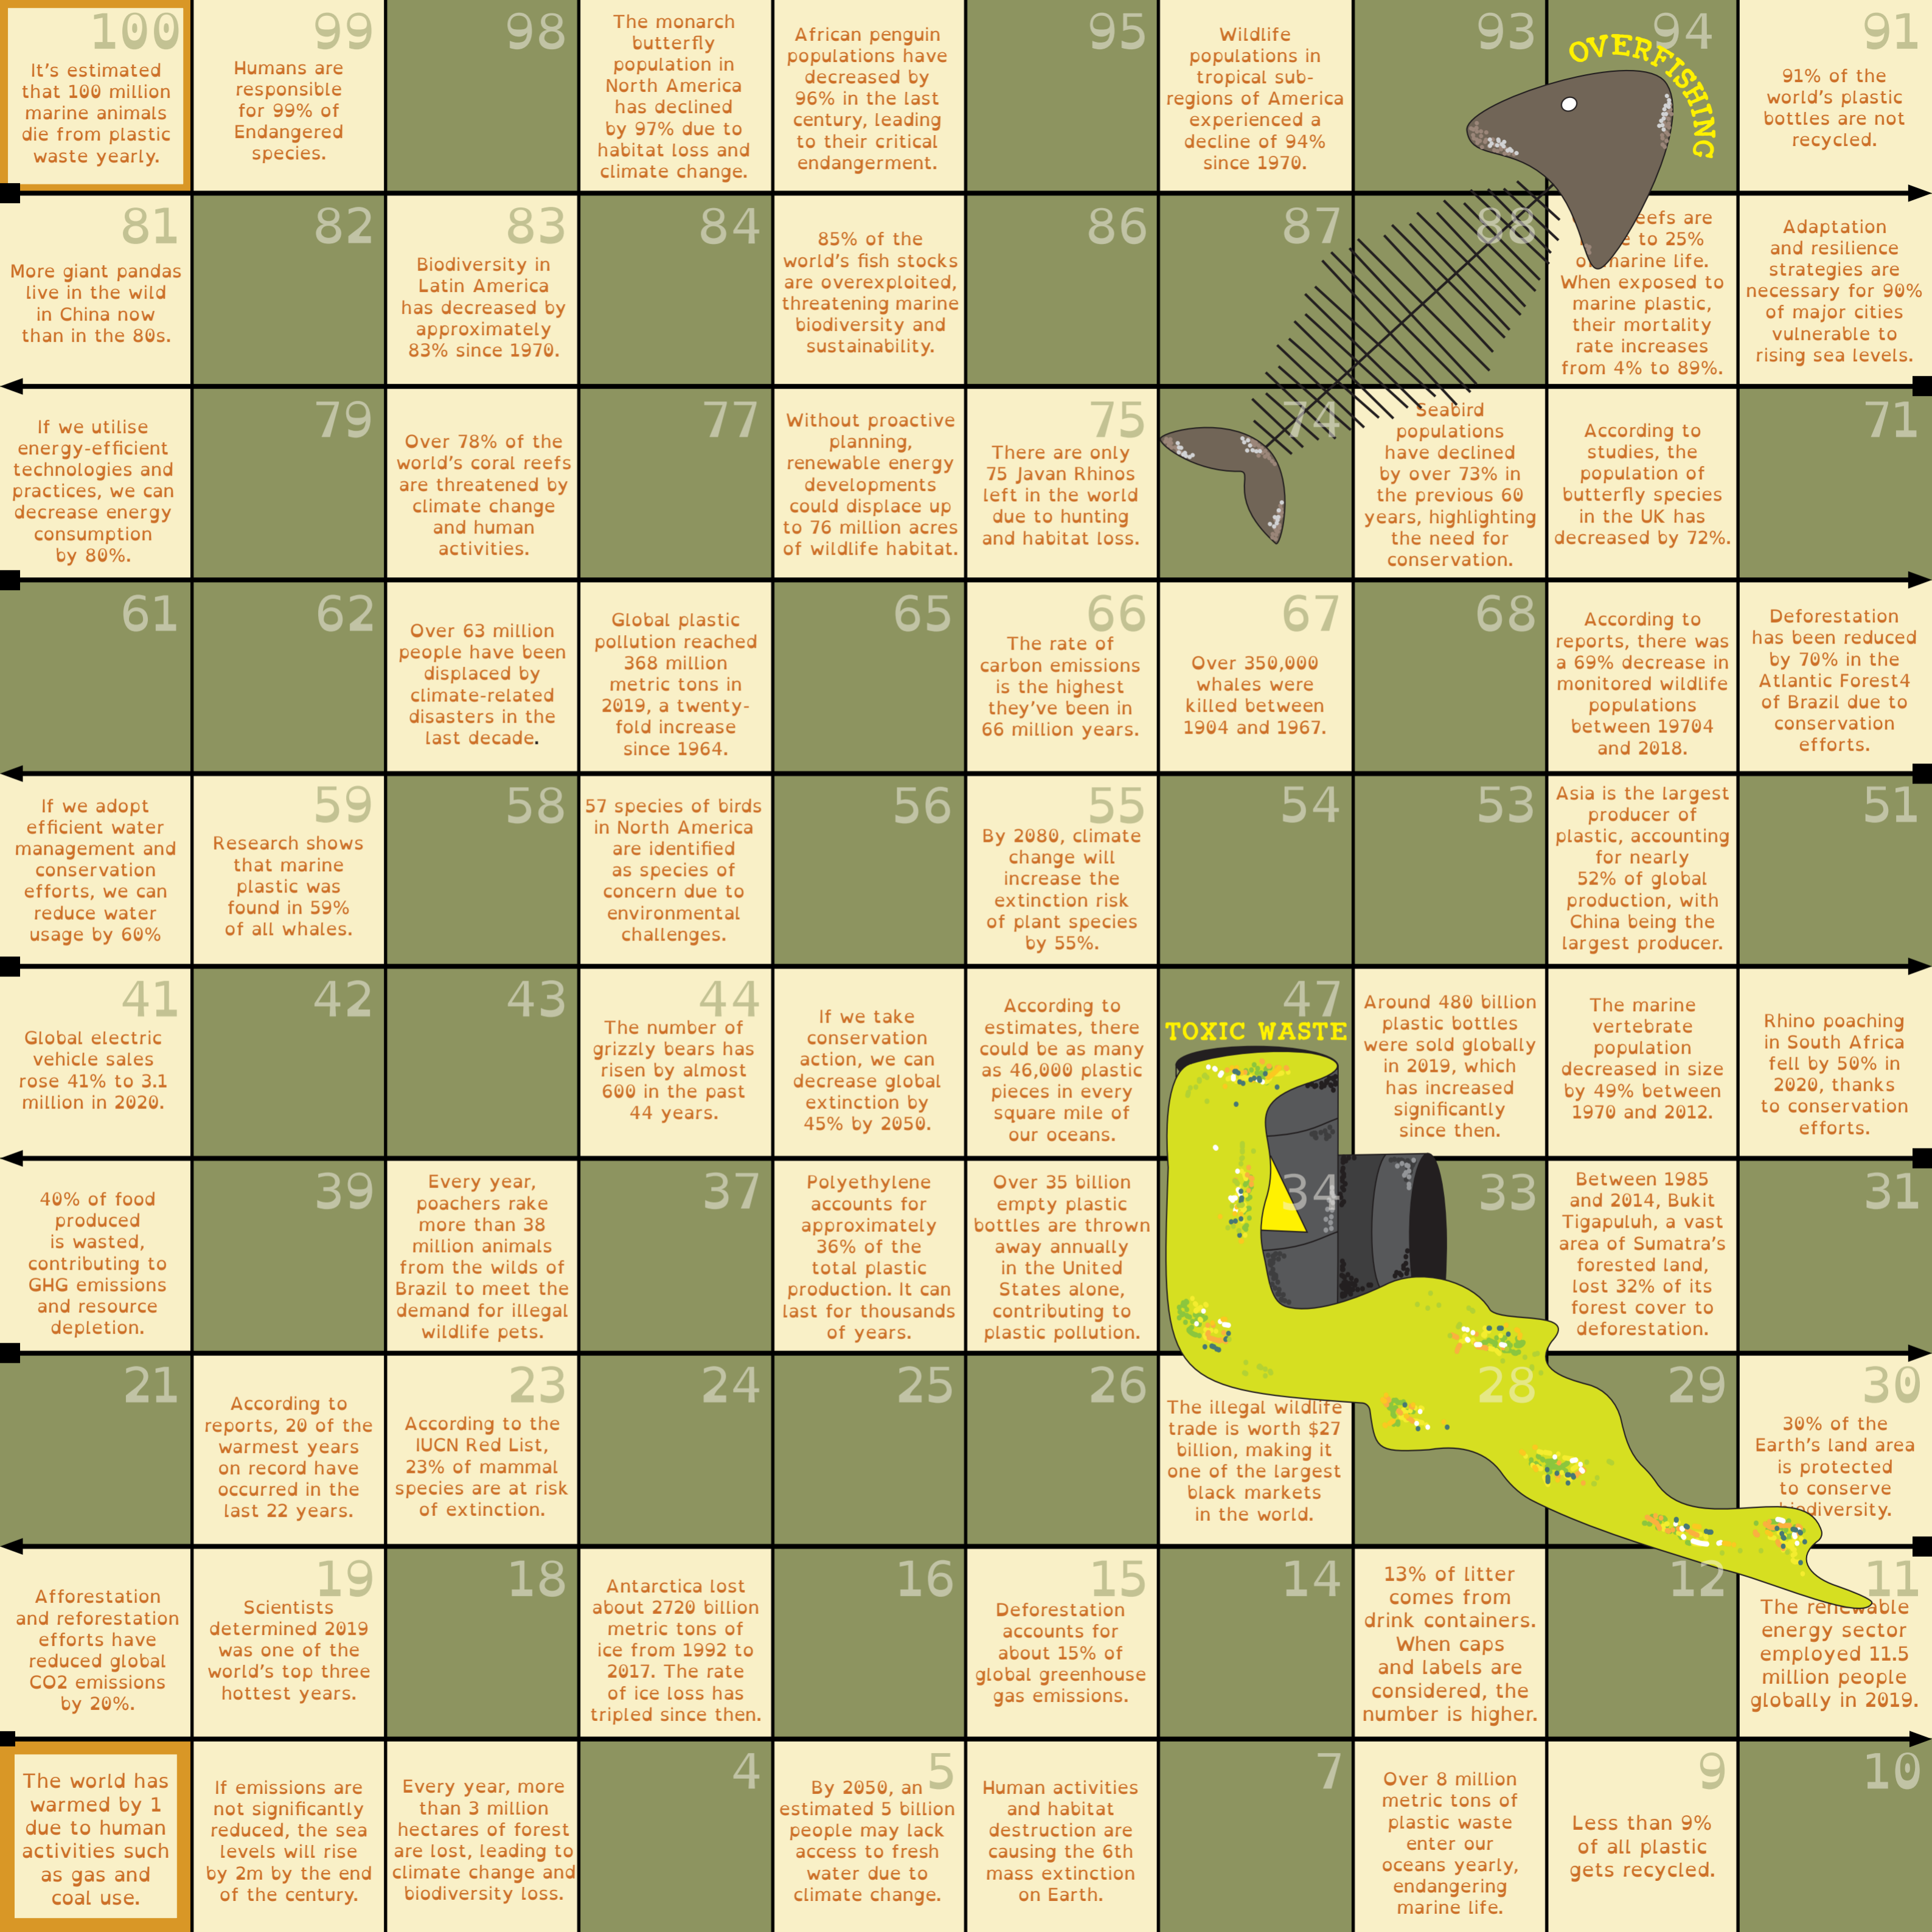 100
It's estimated
that 100 million
marine animals
die from plastic
waste yearly.
99
Humans are
responsible
for 99% of
Endangered
species.
98
The monarch
butterfly
population in
North America
has declined
by 97% due to
habitat loss and
climate change.
African penguin
populations have
decreased by
96% in the last
century, leading
to their critical
endangerment.
95
Wildlife
populations in
tropical sub-
regions of America
experienced a
decline of 94%
since 1970.
93
94
OVERFISHING
91
91% of the
world's plastic
bottles are not
recycled.
81
More giant pandas
live in the wild
in China now
than in the 80s.
82
83
Biodiversity in
Latin America
has decreased by
approximately
83% since 1970.
84
85% of the
world's fish stocks
are overexploited,
threatening marine
biodiversity and
sustainability.
86
87
88
are
to 25%
marine life.
When exposed to
marine plastic,
their mortality
rate increases
from 4% to 89%.
Adaptation
and resilience
strategies are
necessary for 90%
of major cities
vulnerable to
rising sea levels.
If we utilise
energy-efficient
technologies and
practices, we can
decrease energy
consumption
by 80%.
79
Over 78% of the
world's coral reefs
are threatened by
climate change
and human
activities.
77
Without proactive
planning,
renewable energy
developments
could displace up
to 76 million acres
of wildlife habitat.
75
There are only
75 Javan Rhinos
left in the world
due to hunting
and habitat loss.
74
Seabird
populations
have declined
by over 73% in
the previous 60
years, highlighting
the need for
conservation.
According to
studies, the
population of
butterfly species
in the UK has
decreased by 72%.
71
61
62
Over 63 million
people have been
displaced by
climate-related
disasters in the
last decade.
Global plastic
pollution reached
368 million
metric tons in
2019, a twenty-
fold increase
since 1964.
65
66
The rate of
carbon emissions
is the highest
they've been in
66 million years.
67
Over 350,000
whales were
killed between
1904 and 1967.
68
According to
reports, there was
a 69% decrease in
monitored wildlife
populations
between 19704
and 2018.
Deforestation
has been reduced
by 70% in the
Atlantic Forest4
of Brazil due to
conservation
efforts.
If we adopt
efficient water
management and
conservation
efforts, we can
reduce water
usage by 60%
59
Research shows
that marine
plastic was
found in 59%
of all whales.
58
57 species of birds
in North America
are identified
as species of
concern due to
environmental
challenges.
56
55
By 2080, climate
change will
increase the
extinction risk
of plant species
by 55%.
54
53
Asia is the largest
producer of
plastic, accounting
for nearly
52% of global
production, with
China being the
largest producer.
51
41
Global electric
vehicle sales
rose 41% to 3.1
million in 2020.
42
43
44
The number of
grizzly bears has
risen by almost
600 in the past
44 years.
If we take
conservation
action, we can
decrease global
extinction by
45% by 2050.
According to
estimates, there
could be as many
as 46,000 plastic
pieces in every
square mile of
our oceans.
47
TOXIC WASTE
Around 480 billion
plastic bottles
were sold globally
in 2019, which
has increased
significantly
since then.
The marine
vertebrate
population
decreased in size
by 49% between
1970 and 2012.
Rhino poaching
in South Africa
fell by 50% in
2020, thanks
to conservation
efforts.
40% of food
produced
is wasted,
contributing to
GHG emissions
and resource
depletion.
39
Every year,
poachers rake
more than 38
million animals
from the wilds of
Brazil to meet the
demand for illegal
wildlife pets.
37
Polyethylene
accounts for
approximately
36% of the
total plastic
production. It can
last for thousands
of years.
Over 35 billion
empty plastic
bottles are thrown
away annually
in the United
States alone,
contributing to
plastic pollution.
34
33
Between 1985
and 2014, Bukit
Tigapuluh, a vast
area of Sumatra's
forested land,
lost 32% of its
forest cover to
deforestation.
31
21
According to
reports, 20 of the
warmest years
on record have
occurred in the
last 22 years.
23
According to the
IUCN Red List,
23% of mammal
species are at risk
of extinction.
24
25
26
The illegal wildlife
trade is worth $27
billion, making it
one of the largest
black markets
in the world.
28
29
30
30% of the
Earth's land area
is protected
to conserve
biodiversity.
Afforestation
and reforestation
efforts have
reduced global
CO2 emissions
by 20%.
19
Scientists
determined 2019
was one of the
world's top three
hottest years.
18
Antarctica lost
about 2720 billion
metric tons of
ice from 1992 to
2017. The rate
of ice loss has
tripled since then.
16
15
Deforestation
accounts for
about 15% of
global greenhouse
gas emissions.
14
13% of litter
comes from
drink containers.
When caps
and labels are
considered, the
number is higher.
12
11
The renewable
energy sector
employed 11.5
million people
globally in 2019.
The world has
warmed by 1
due to human
activities such
as gas and
coal use.
If emissions are
not significantly
reduced, the sea
levels will rise
by 2m by the end
of the century.
Every year, more
than 3 million
hectares of forest
are lost, leading to
climate change and
biodiversity loss.
4
5
By 2050, an
estimated 5 billion
people may lack
access to fresh
water due to
climate change.
Human activities
and habitat
destruction are
causing the 6th
mass extinction
on Earth.
7
Over 8 million
metric tons of
plastic waste
enter our
oceans yearly,
endangering
marine life.
9
Less than 9%
of all plastic
gets recycled.
10